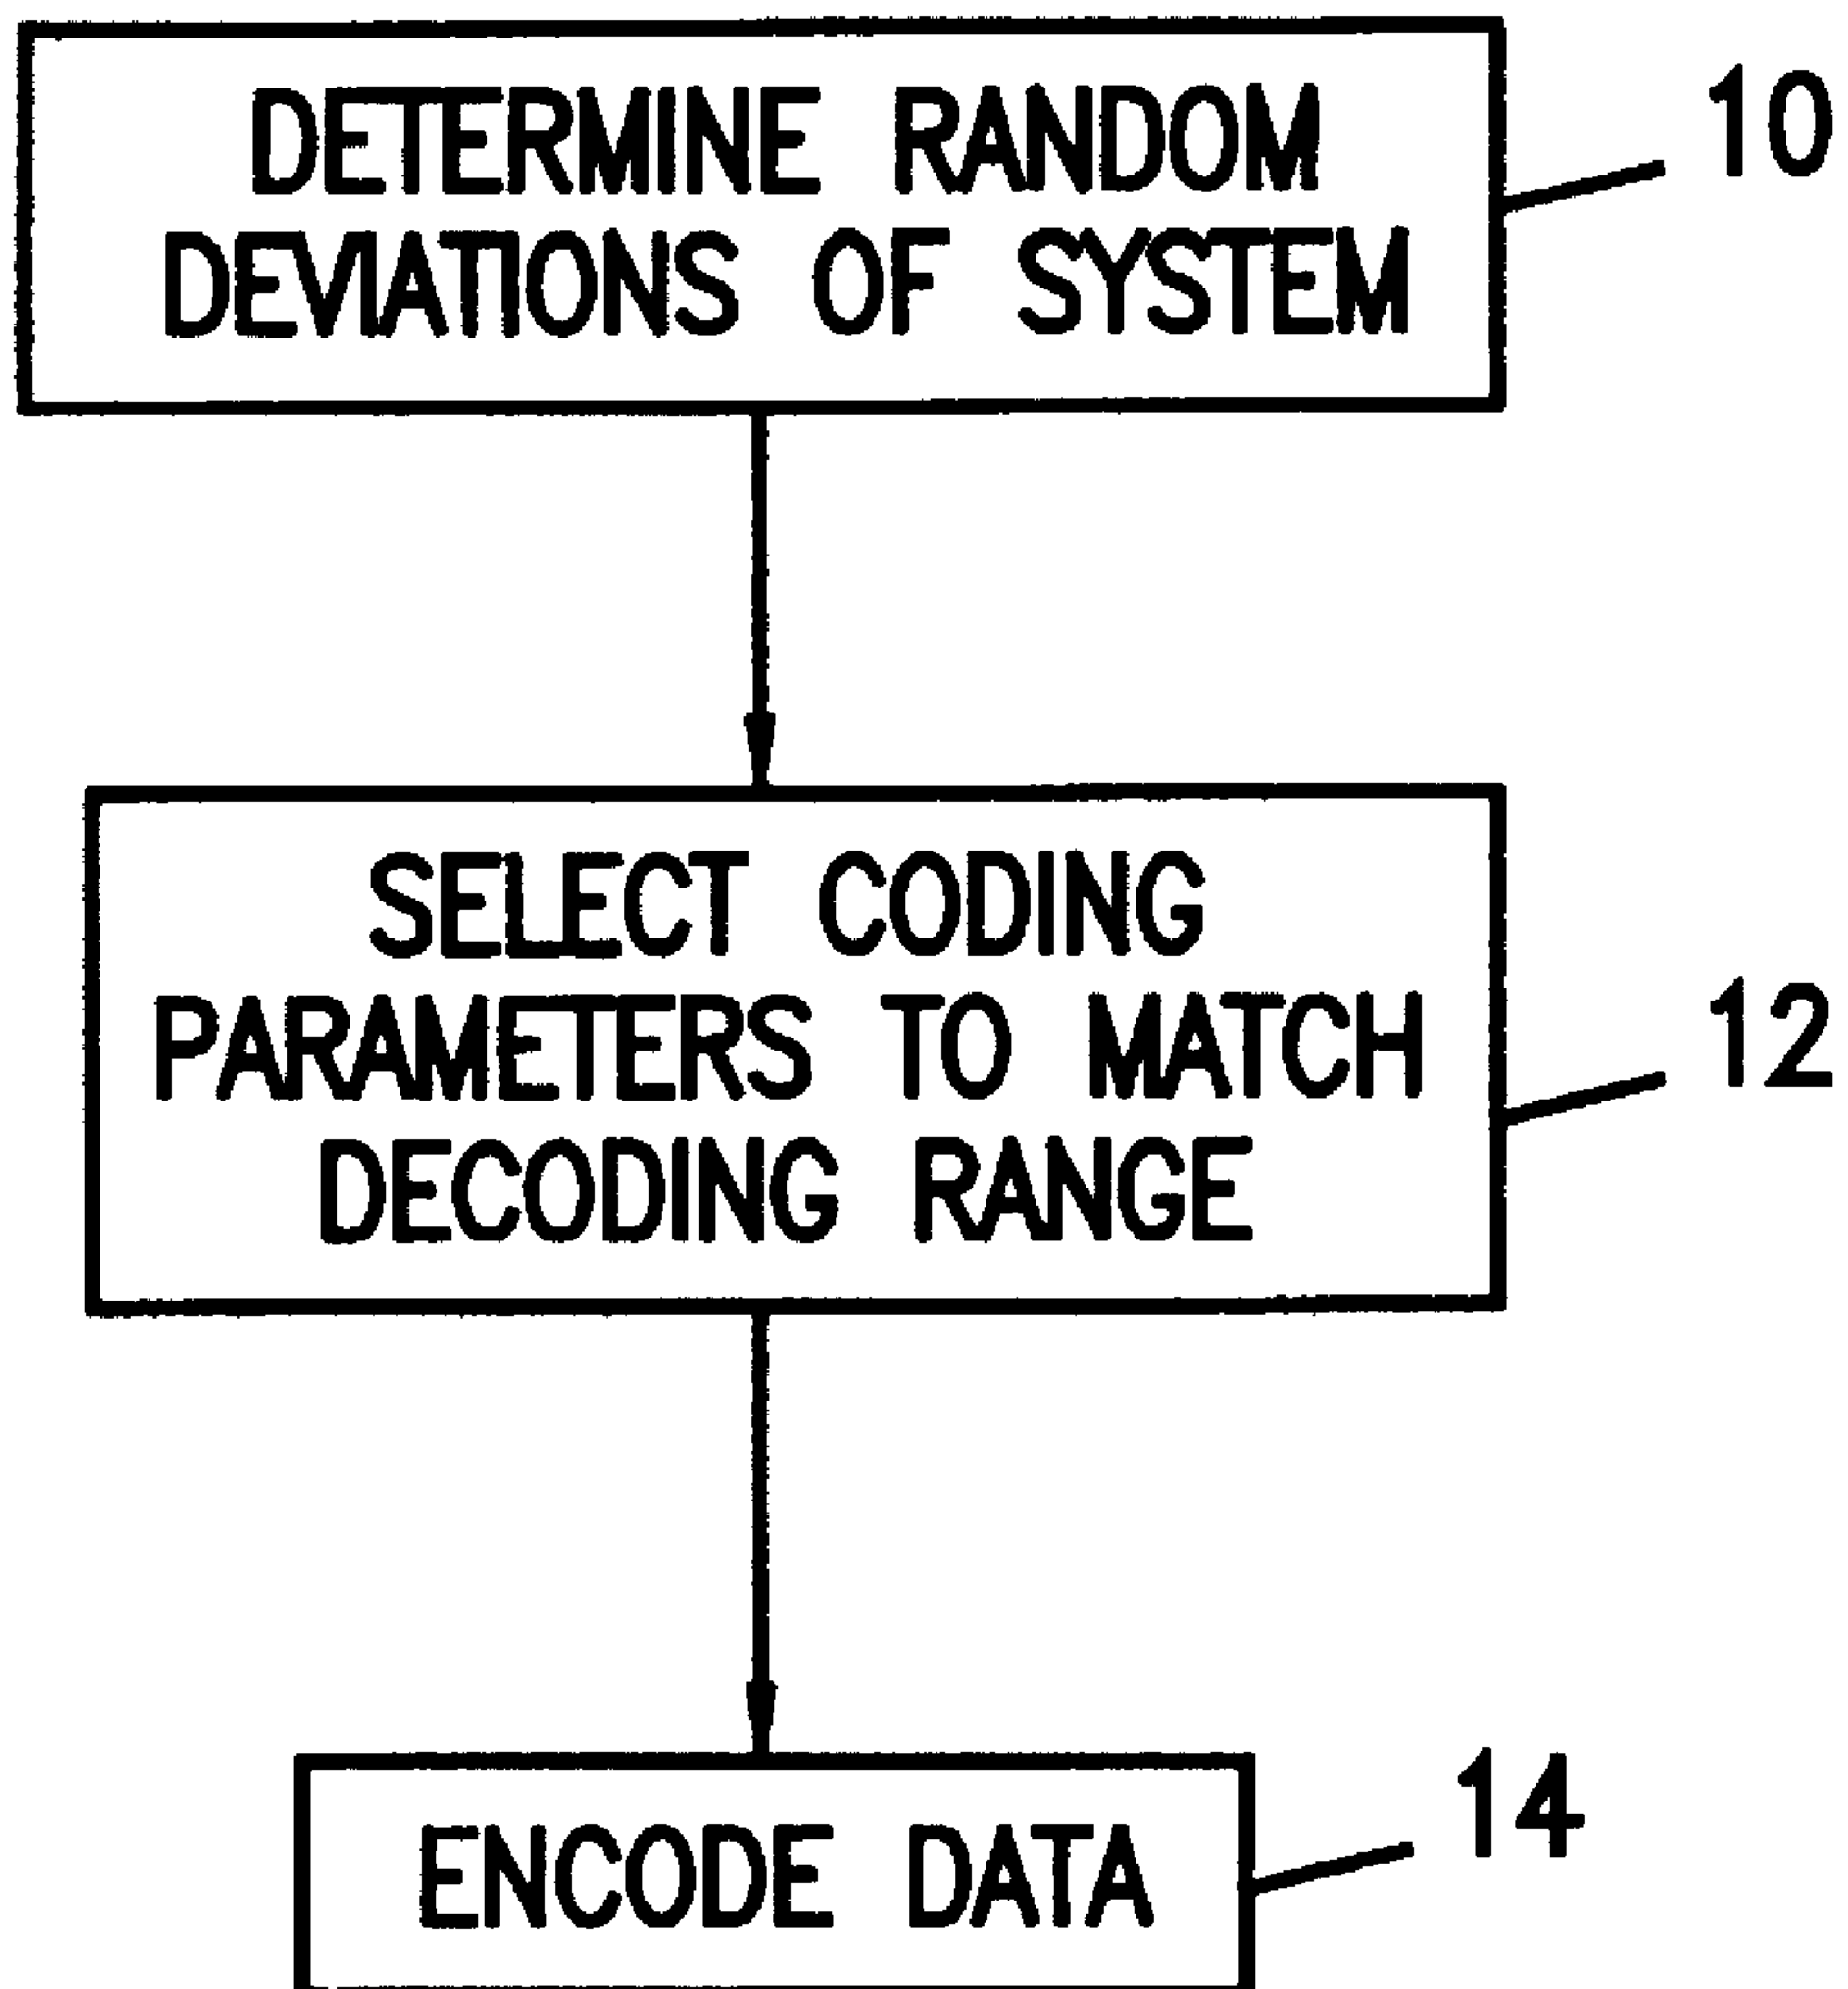 DETERMINE RANDOM
DEVIATIONS OF SYSTEM
10
SELECT CODING
PARAMETERS TO MATCH
DECODING RANGE
12
ENCODE DATA
14